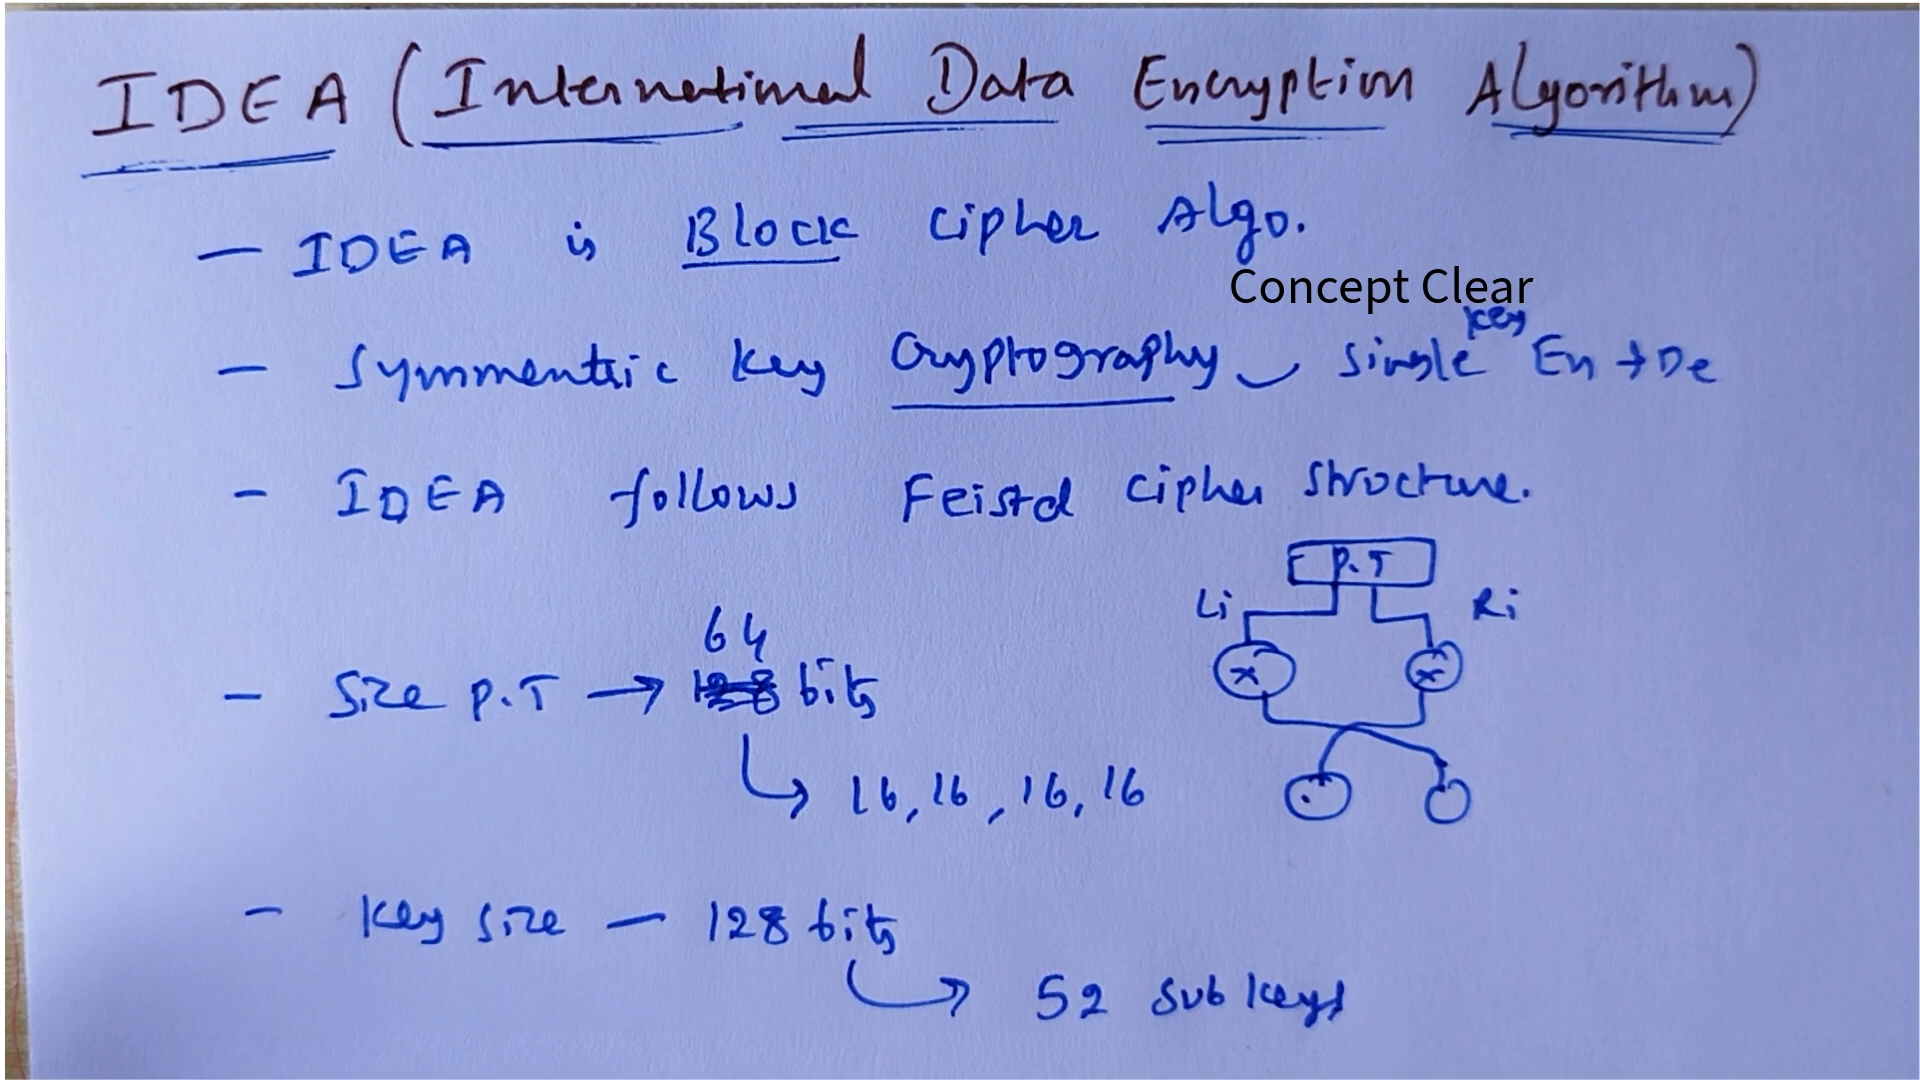 IDEA (International Data Encryption Algorithm)
- IDEA is Block Cipher Algo.
Concept Clear
- Symmentric Key Cryptography - Single key En + De
- IDEA follows Feistel Cipher Structure.
P.T
Li Ri
- Size P.T → 64 128 bits
→ 16, 16, 16, 16
- Key size - 128 bits
→ 52 Sub keys